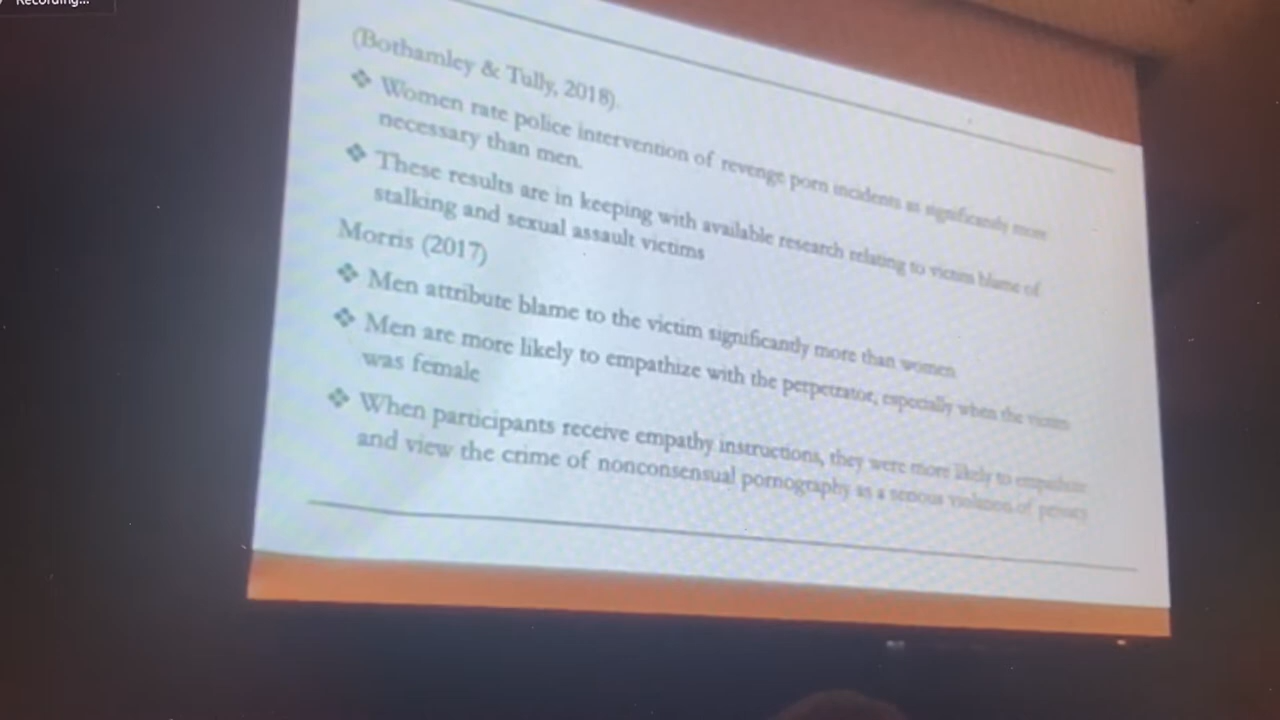 Recording...
(Bothamley & Tully, 2018).
❖ Women rate police intervention of revenge porn incidents as significantly more
necessary than men.
❖ These results are in keeping with available research relating to victim blame of
stalking and sexual assault victims
Morris (2017)
❖ Men attribute blame to the victim significantly more than women
❖ Men are more likely to empathize with the perpetrator, especially when the victim
was female
❖ When participants receive empathy instructions, they were more likely to empathize
and view the crime of nonconsensual pornography as a serious violation of privacy